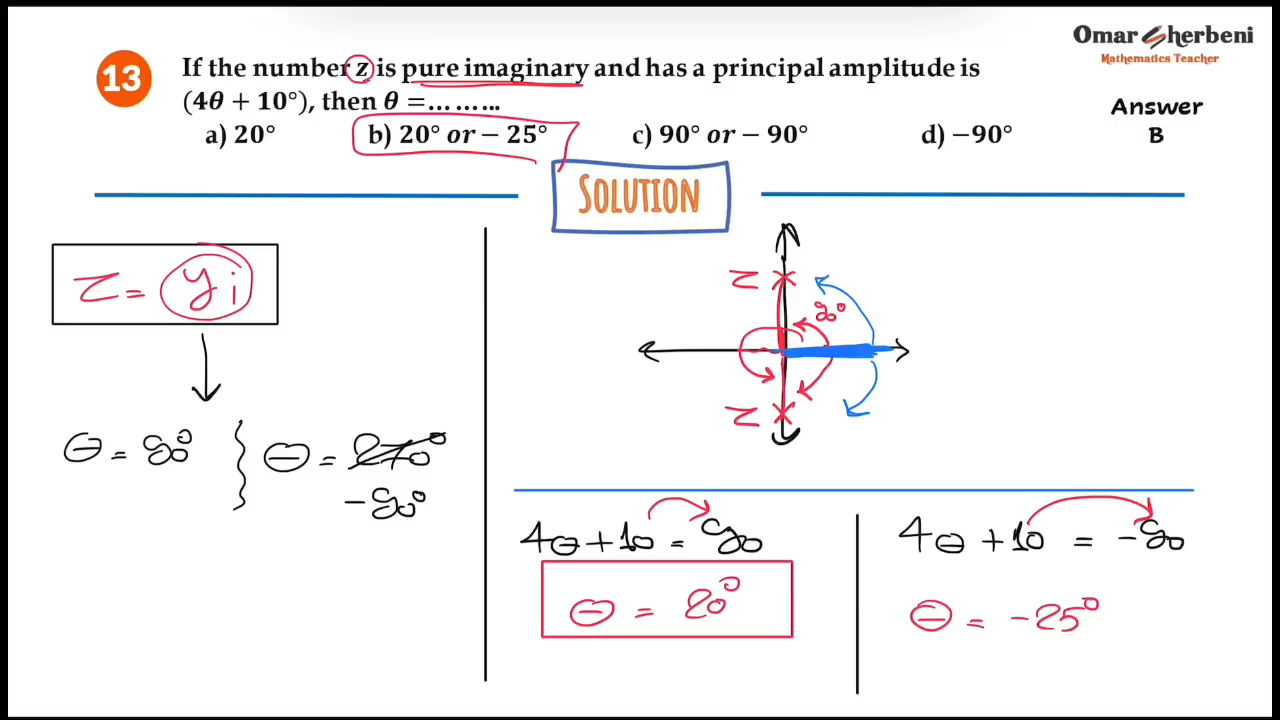 Omar Sherbeni
Mathematics Teacher
13
If the number z is pure imaginary and has a principal amplitude is
(4θ + 10°), then θ =… … …
a) 20°
b) 20° or − 25°
c) 90° or − 90°
d) −90°
Answer
B
SOLUTION
Z = yi
θ = 90°
θ = 270°
-90°
Z
90°
Z
4θ + 10 = 90
θ = 20°
4θ + 10 = -90
θ = -25°